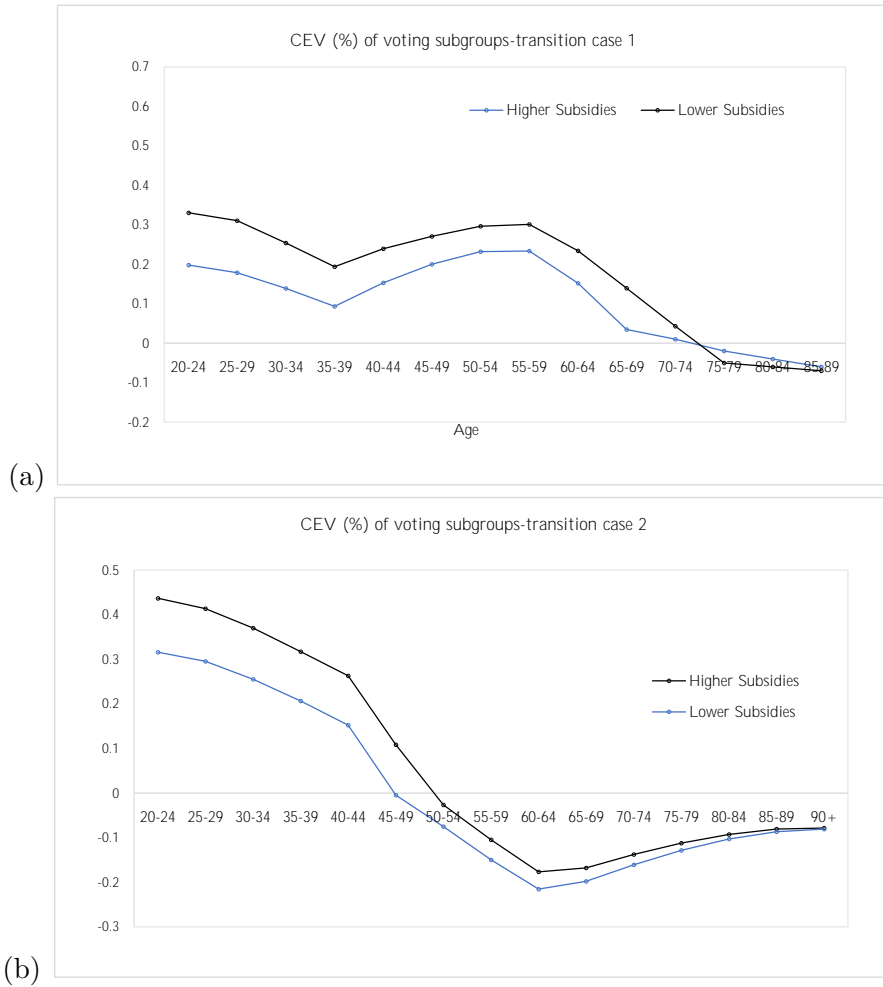 CEV (%) of voting subgroups-transition case 1
0.7
0.6
Higher Subsidies Lower Subsidies
0.5
0.4
0.3
0.2
0.1
0
20-24 25-29 30-34 35-39 40-44 45-49 50-54 55-59 60-64 65-69 70-74 75-79 80-84 85-89
-0.1
-0.2
Age
(a)
CEV (%) of voting subgroups-transition case 2
0.5
0.4
0.3
Higher Subsidies
Lower Subsidies
0.2
0.1
0
20-24 25-29 30-34 35-39 40-44 45-49 50-54 55-59 60-64 65-69 70-74 75-79 80-84 85-89 90+
-0.1
-0.2
-0.3
(b)